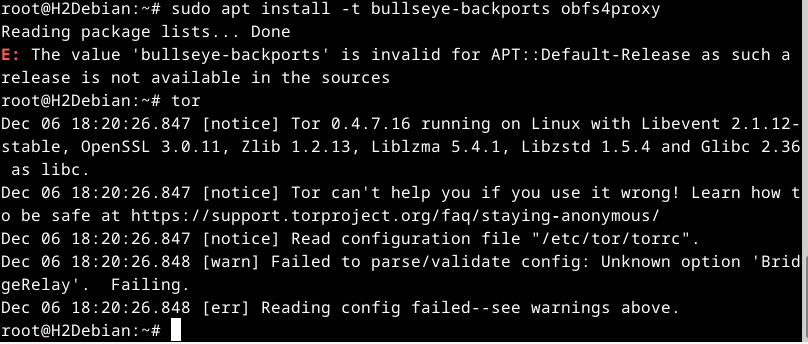 root@H2Debian:~# sudo apt install -t bullseye-backports obfs4proxy
Reading package lists... Done
E: The value 'bullseye-backports' is invalid for APT::Default-Release as such a
release is not available in the sources
root@H2Debian:~# tor
Dec 06 18:20:26.847 [notice] Tor 0.4.7.16 running on Linux with Libevent 2.1.12-
stable, OpenSSL 3.0.11, Zlib 1.2.13, Liblzma 5.4.1, Libzstd 1.5.4 and Glibc 2.36
 as libc.
Dec 06 18:20:26.847 [notice] Tor can't help you if you use it wrong! Learn how t
o be safe at https://support.torproject.org/faq/staying-anonymous/
Dec 06 18:20:26.847 [notice] Read configuration file "/etc/tor/torrc".
Dec 06 18:20:26.848 [warn] Failed to parse/validate config: Unknown option 'Brid
geRelay'.  Failing.
Dec 06 18:20:26.848 [err] Reading config failed--see warnings above.
root@H2Debian:~#